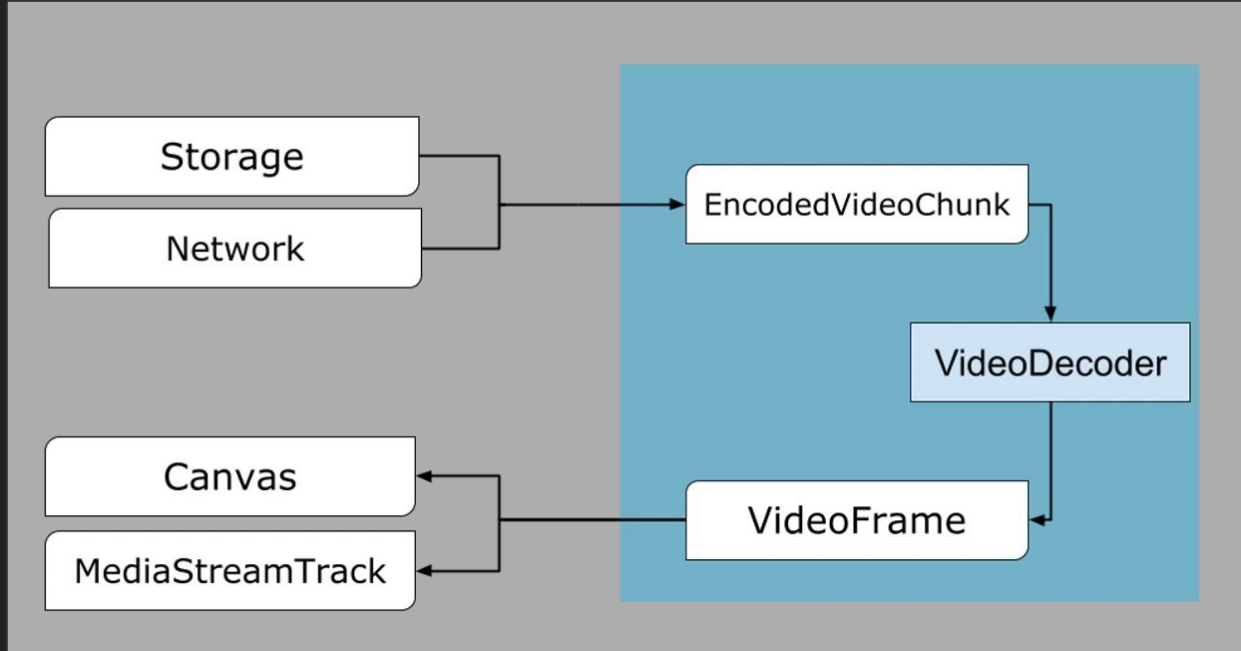 Storage
Network
EncodedVideoChunk
VideoDecoder
VideoFrame
Canvas
MediaStreamTrack